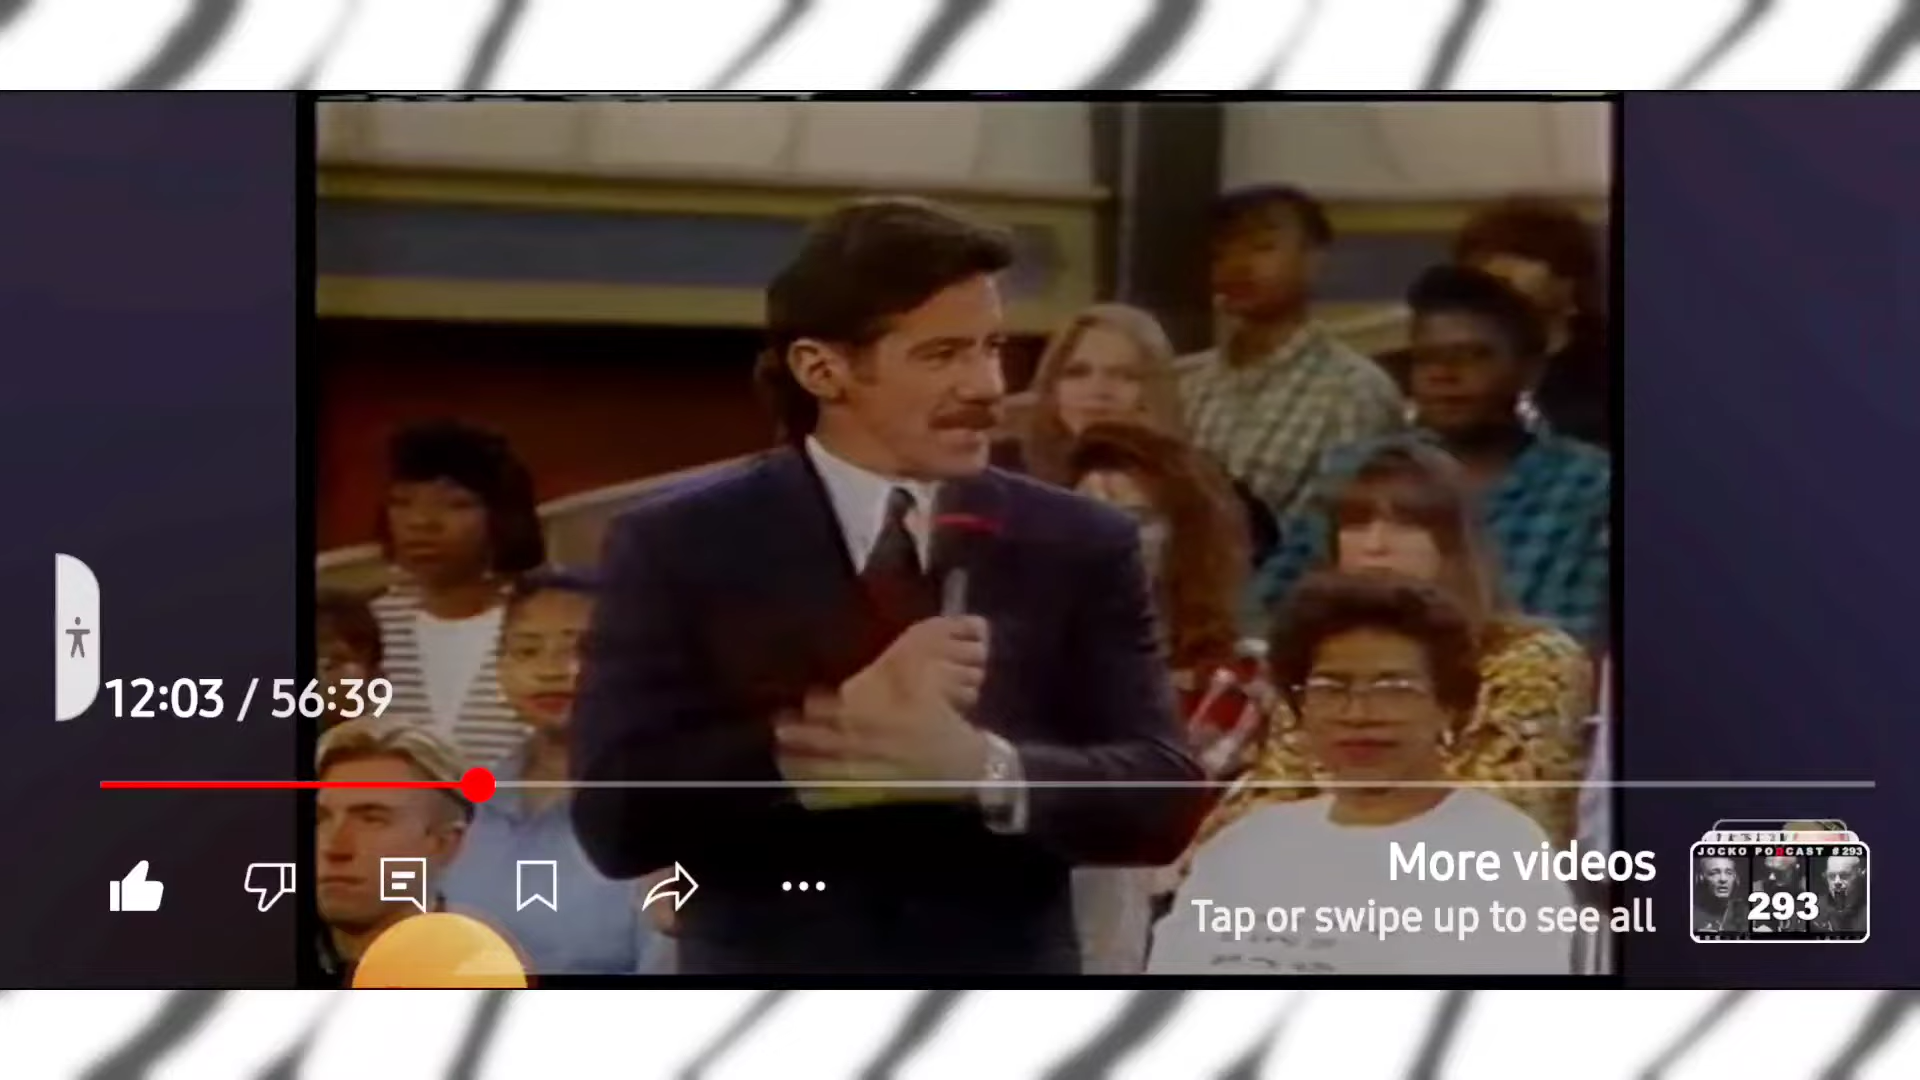 12:03 / 56:39
More videos
Tap or swipe up to see all
JOCKO PODCAST #293
293